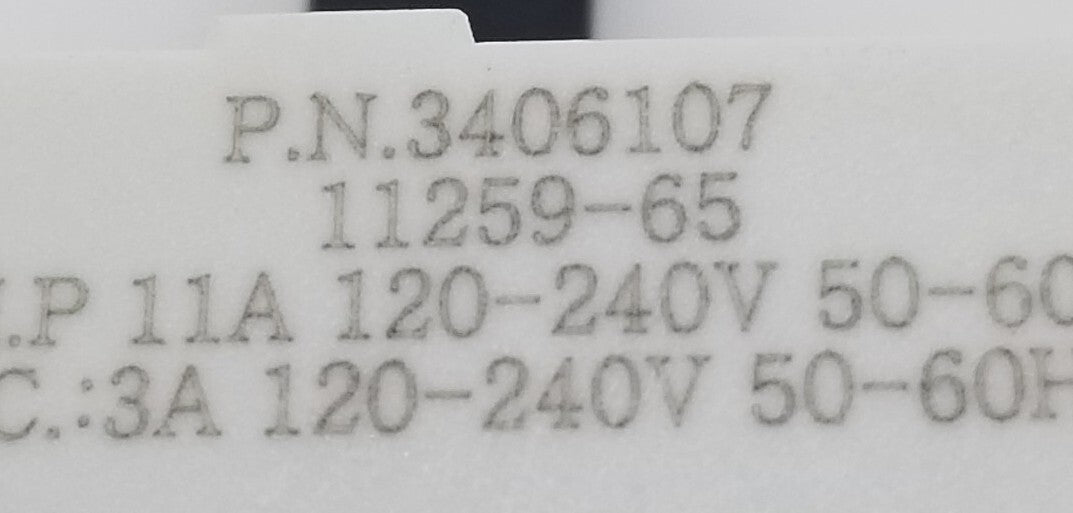 P.N.3406107
11259-65
.P 11A 120-240V 50-60
C.:3A 120-240V 50-60H